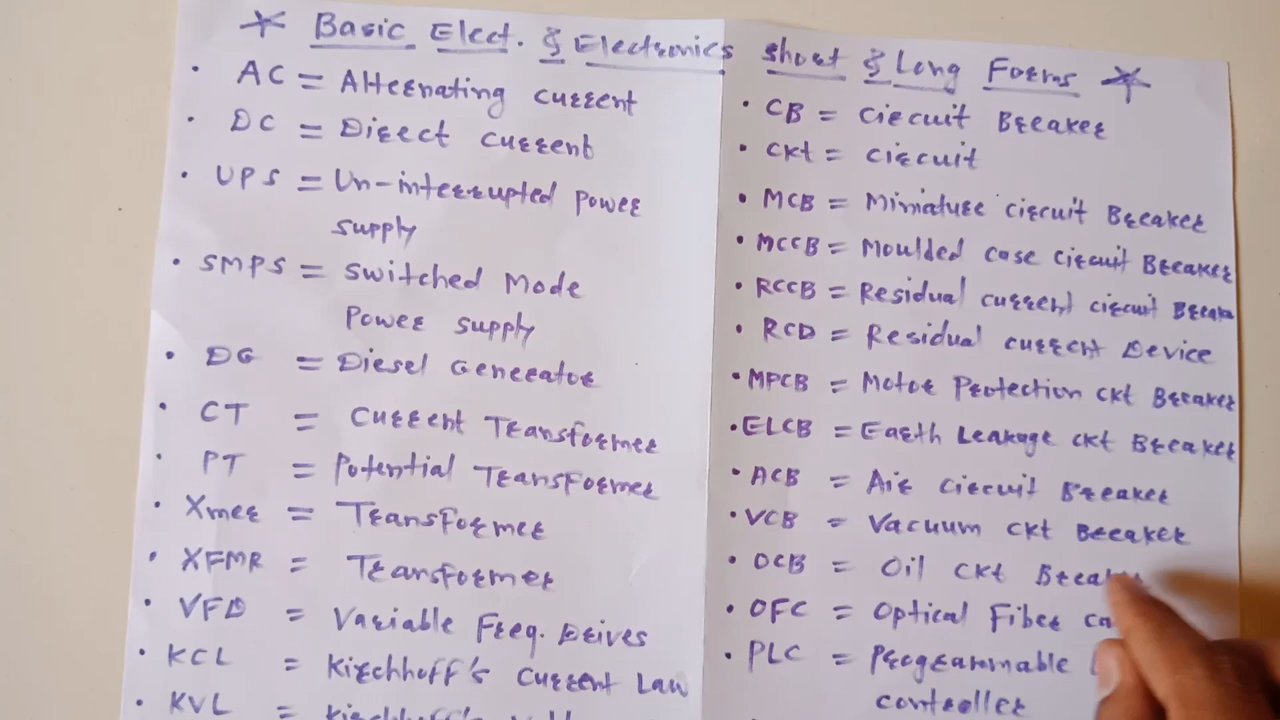 * Basic Elect. & Electronics short & Long Forms *
• AC = Alternating current
• DC = Direct current
• UPS = Un-interrupted power
supply
• SMPS = Switched Mode
Power supply
• DG = Diesel Generator
• CT = Current Transformer
• PT = Potential Transformer
• Xmer = Transformer
• XFMR = Transformer
• VFD = Variable Freq. Drives
• KCL = Kirchhoff's Current Law
• KVL = Kirchhoff's
• CB = Circuit Breaker
• Ckt = circuit
• MCB = Miniature circuit Breaker
• MCCB = Moulded case circuit Breaker
• RCCB = Residual current circuit Breake
• RCD = Residual current Device
• MPCB = Motor Protection ckt Breaker
• ELCB = Earth Leakage ckt Breaker
• ACB = Air circuit Breaker
• VCB = Vacuum ckt Breaker
• OCB = Oil ckt Breake
• OFC = Optical Fiber ca
• PLC = Programmable
controller